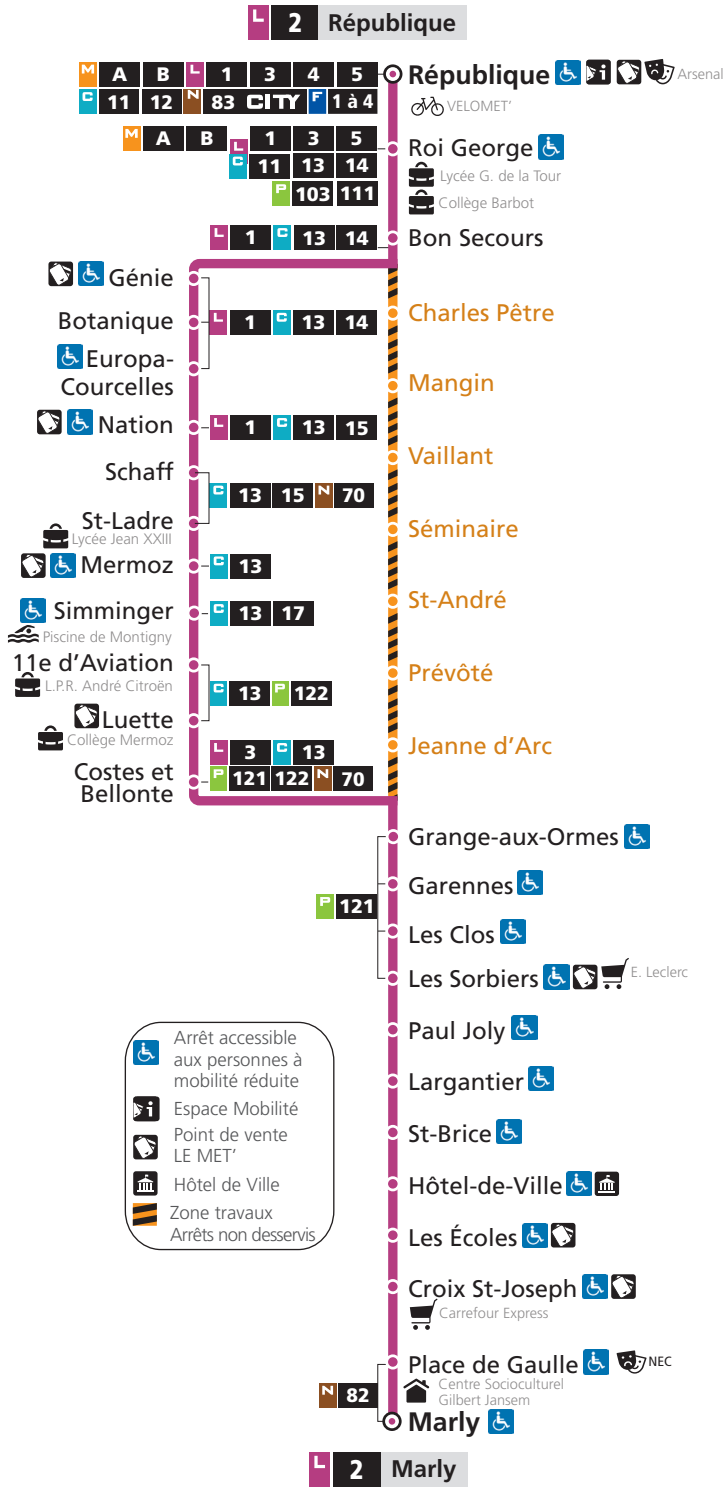 L 2 République
M A B L 1 3 4 5
C 11 12 N 83 CITY F 1 à 4
République Arsenal
VELOMET'
M A B L 1 3 5
C 11 13 14
P 103 111
Roi George
Lycée G. de la Tour
Collège Barbot
L 1 C 13 14
Bon Secours
Génie
Botanique
Europa-
Courcelles
L 1 C 13 14
Nation
L 1 C 13 15
Schaff
St-Ladre
Lycée Jean XXIII
C 13 15 N 70
Mermoz
C 13
Simminger
Piscine de Montigny
C 13 17
11e d'Aviation
L.P.R. André Citroën
Luette
Collège Mermoz
C 13 P 122
Costes et
Bellonte
L 3 C 13
P 121 122 N 70
Charles Pêtre
Mangin
Vaillant
Séminaire
St-André
Prévôté
Jeanne d'Arc
Grange-aux-Ormes
Garennes
P 121
Les Clos
Les Sorbiers E. Leclerc
Paul Joly
Largantier
St-Brice
Hôtel-de-Ville
Les Écoles
Croix St-Joseph
Carrefour Express
Place de Gaulle NEC
Centre Socioculturel
Gilbert Jansem
N 82
Marly
Arrêt accessible
aux personnes à
mobilité réduite
Espace Mobilité
Point de vente
LE MET'
Hôtel de Ville
Zone travaux
Arrêts non desservis
L 2 Marly